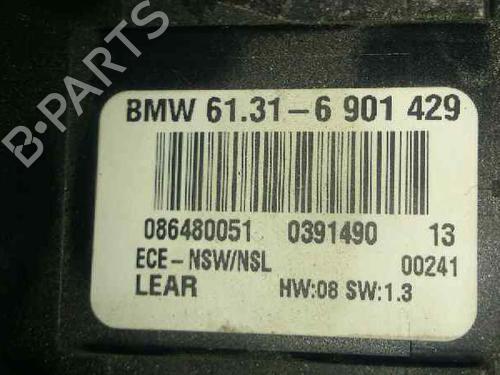 BMW 61.31-6 901 429
086480051 0391490 13
ECE-NSW/NSL 00241
LEAR HW:08 SW:1.3
B-PARTS